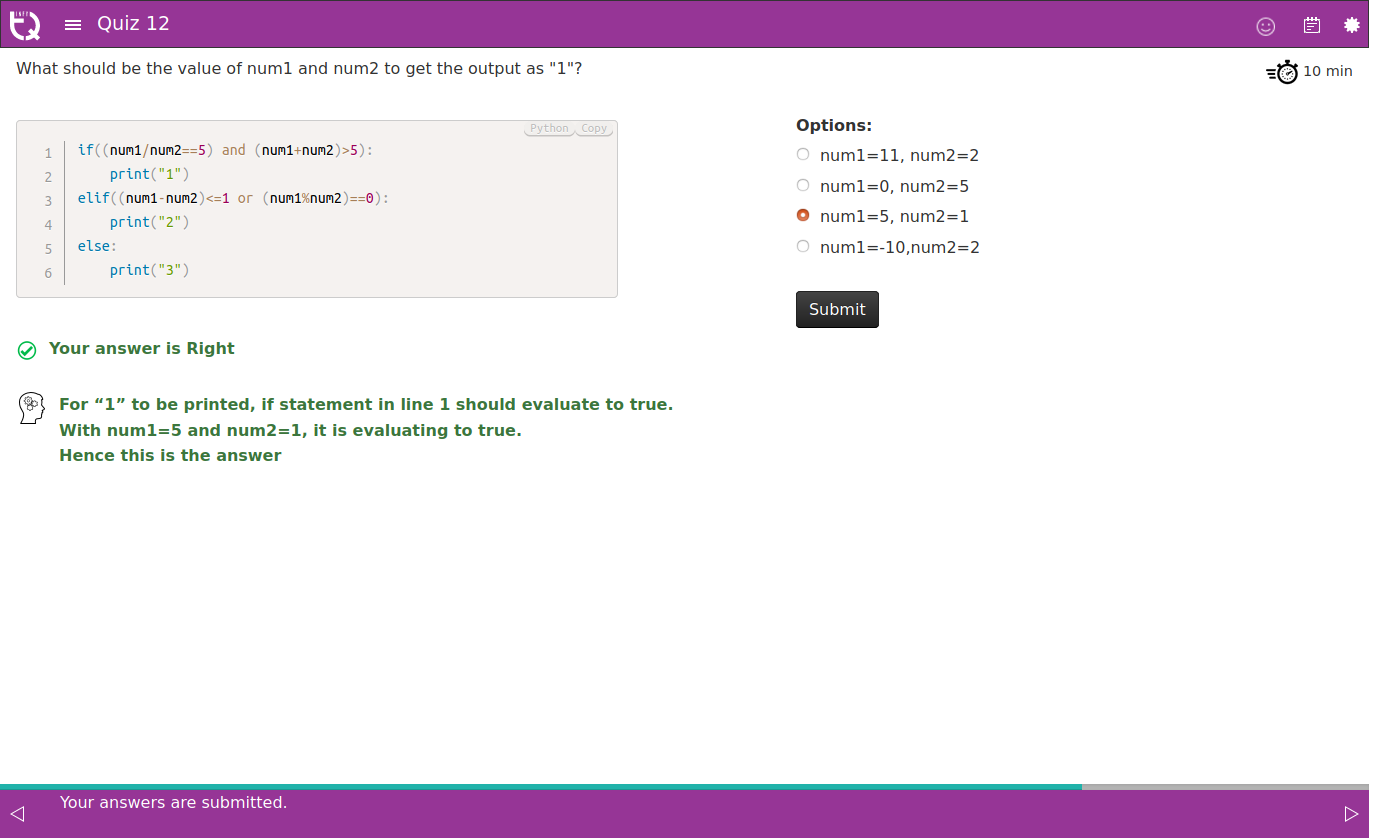 INFY
TQ
Quiz 12
What should be the value of num1 and num2 to get the output as "1"?
10 min
Python Copy
1 if((num1/num2==5) and (num1+num2)>5):
2 print("1")
3 elif((num1-num2)<=1 or (num1%num2)==0):
4 print("2")
5 else:
6 print("3")
Options:
num1=11, num2=2
num1=0, num2=5
num1=5, num2=1
num1=-10,num2=2
Submit
Your answer is Right
For “1” to be printed, if statement in line 1 should evaluate to true.
With num1=5 and num2=1, it is evaluating to true.
Hence this is the answer
Your answers are submitted.